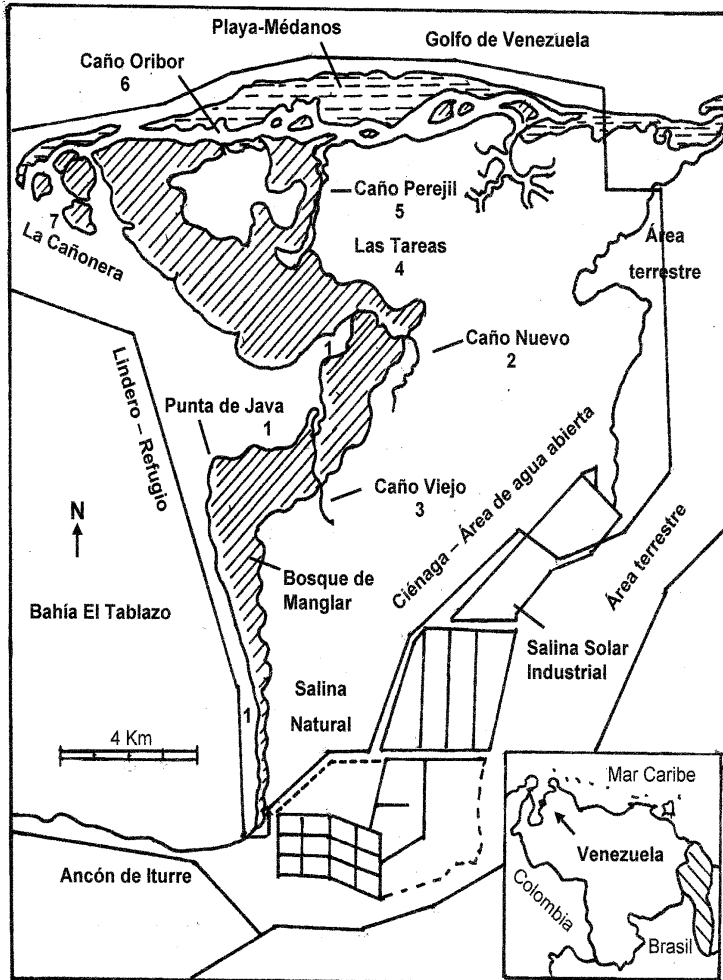 Playa-Médanos
Golfo de Venezuela
Caño Oribor
6
Caño Perejil
5
7
La Cañonera
Las Tareas
4
Área
terrestre
1
Caño Nuevo
2
Lindero – Refugio
Punta de Java
1
Ciénaga – Área de agua abierta
Caño Viejo
3
N
Bosque de
Manglar
Área terrestre
Bahía El Tablazo
Salina Solar
Industrial
Salina
Natural
1
4 Km
Mar Caribe
Venezuela
Colombia
Brasil
Ancón de Iturre